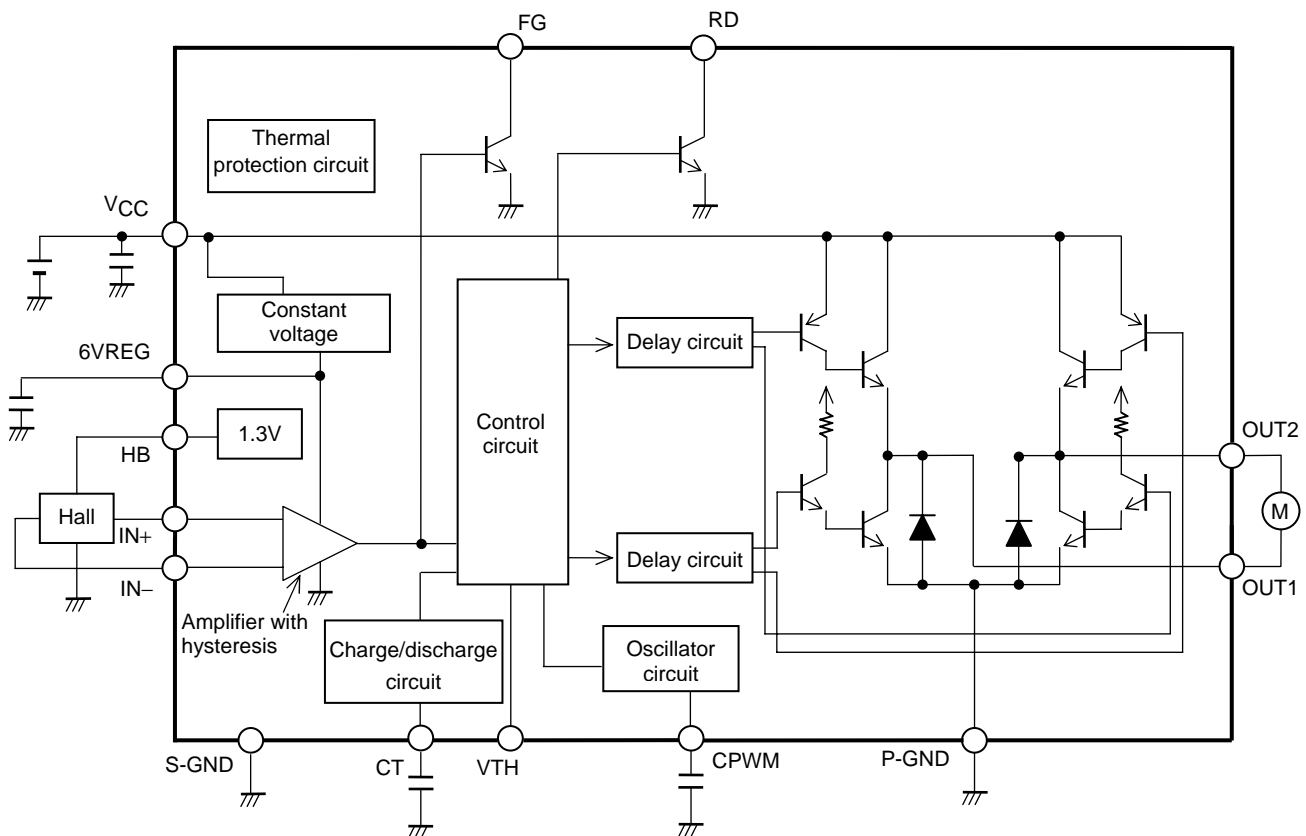 FG
RD
Thermal
protection circuit
VCC
Constant
voltage
6VREG
Delay circuit
1.3V
HB
Control
circuit
OUT2
Hall
IN+
M
IN−
Delay circuit
OUT1
Amplifier with
hysteresis
Charge/discharge
circuit
Oscillator
circuit
S-GND
CT
VTH
CPWM
P-GND